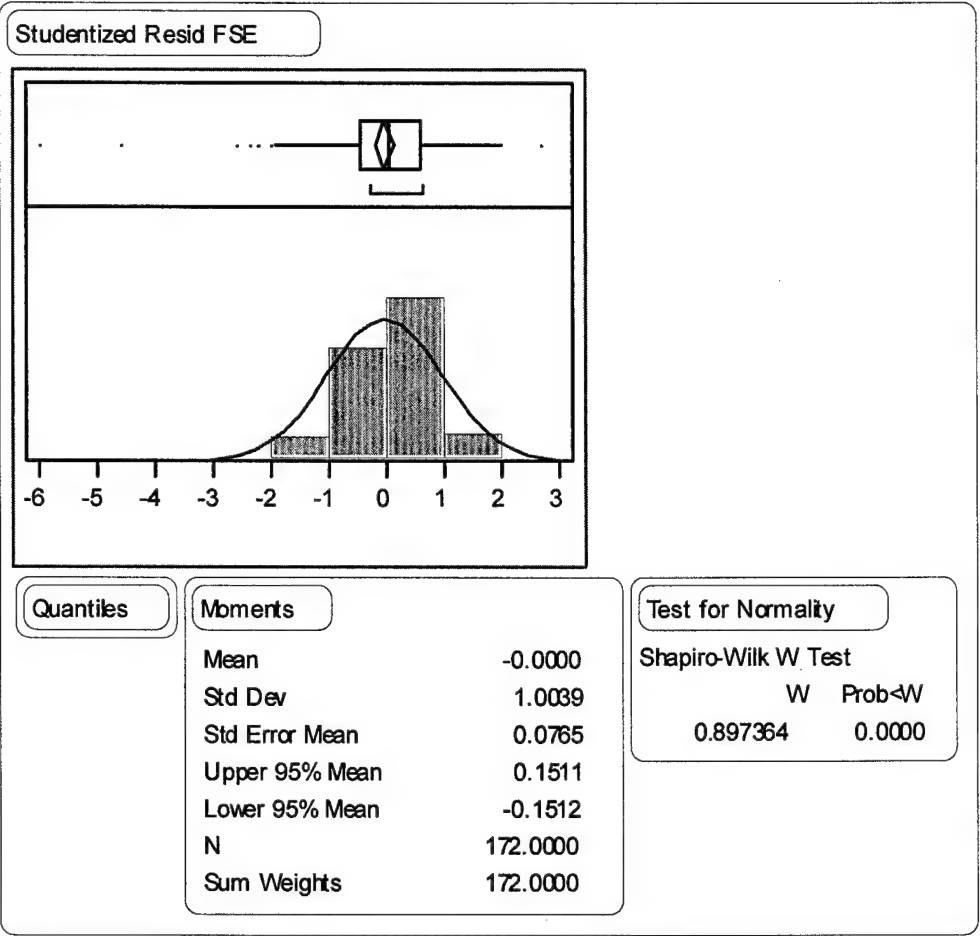 Studentized Resid FSE
-6 -5 -4 -3 -2 -1 0 1 2 3
Quantiles
Moments
Mean -0.0000
Std Dev 1.0039
Std Error Mean 0.0765
Upper 95% Mean 0.1511
Lower 95% Mean -0.1512
N 172.0000
Sum Weights 172.0000
Test for Normality
Shapiro-Wilk W Test
W Prob<W
0.897364 0.0000